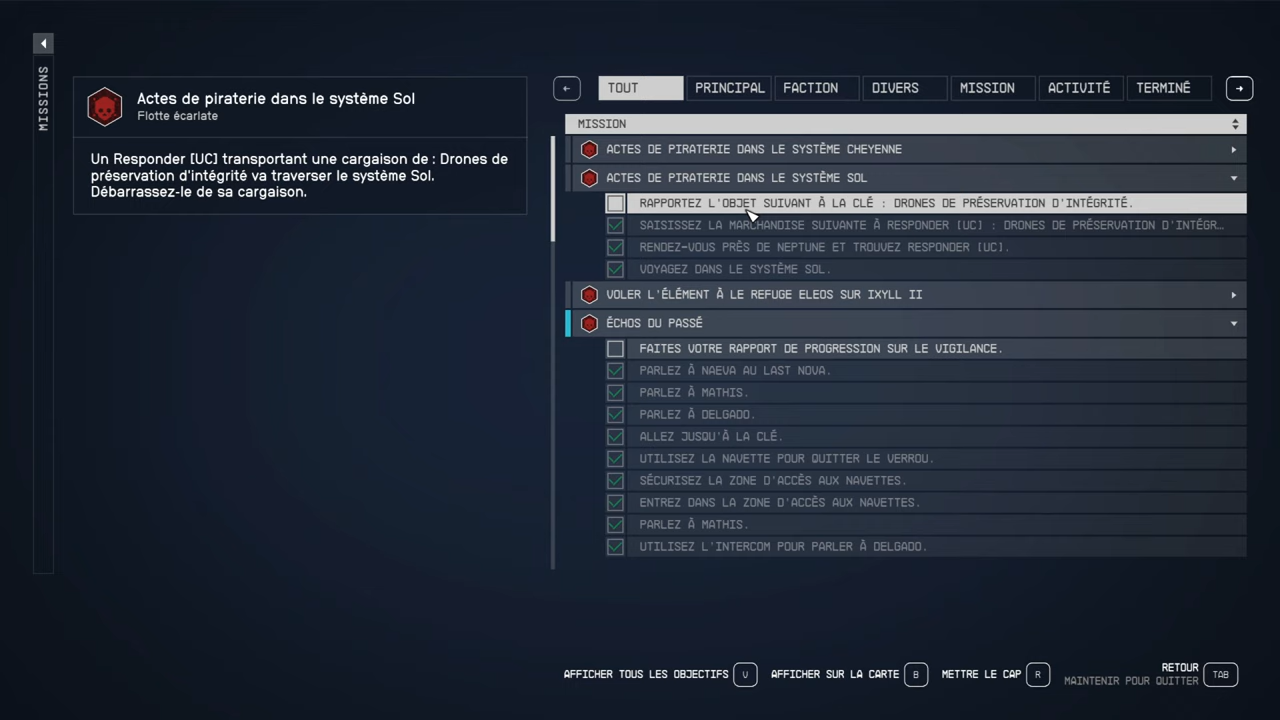 MISSIONS
Actes de piraterie dans le système Sol
Flotte écarlate
Un Responder [UC] transportant une cargaison de : Drones de
préservation d'intégrité va traverser le système Sol.
Débarrassez-le de sa cargaison.
TOUT
PRINCIPAL
FACTION
DIVERS
MISSION
ACTIVITÉ
TERMINÉ
MISSION
ACTES DE PIRATERIE DANS LE SYSTÈME CHEYENNE
ACTES DE PIRATERIE DANS LE SYSTÈME SOL
RAPPORTEZ L'OBJET SUIVANT À LA CLÉ : DRONES DE PRÉSERVATION D'INTÉGRITÉ.
SAISISSEZ LA MARCHANDISE SUIVANTE À RESPONDER [UC] : DRONES DE PRÉSERVATION D'INTÉGR...
RENDEZ-VOUS PRÈS DE NEPTUNE ET TROUVEZ RESPONDER [UC].
VOYAGEZ DANS LE SYSTÈME SOL.
VOLER L'ÉLÉMENT À LE REFUGE ELEOS SUR IXYLL II
ÉCHOS DU PASSÉ
FAITES VOTRE RAPPORT DE PROGRESSION SUR LE VIGILANCE.
PARLEZ À NAEVA AU LAST NOVA.
PARLEZ À MATHIS.
PARLEZ À DELGADO.
ALLEZ JUSQU'À LA CLÉ.
UTILISEZ LA NAVETTE POUR QUITTER LE VERROU.
SÉCURISEZ LA ZONE D'ACCÈS AUX NAVETTES.
ENTREZ DANS LA ZONE D'ACCÈS AUX NAVETTES.
PARLEZ À MATHIS.
UTILISEZ L'INTERCOM POUR PARLER À DELGADO.
AFFICHER TOUS LES OBJECTIFS V
AFFICHER SUR LA CARTE B
METTRE LE CAP R
RETOUR
MAINTENIR POUR QUITTER TAB